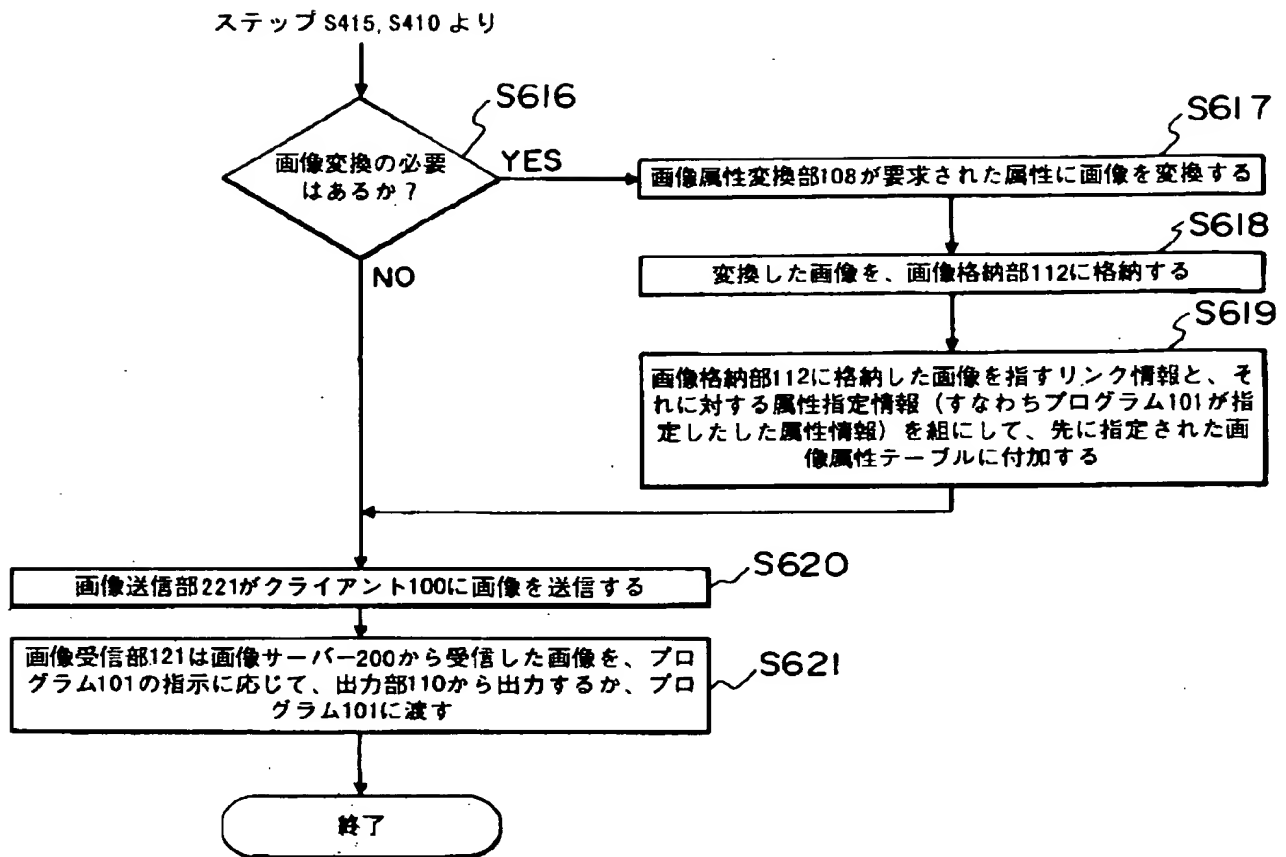 ステップS415, S410より
S616
画像変換の必要
はあるか？
YES
NO
S617
画像属性変換部108が要求された属性に画像を変換する
S618
変換した画像を、画像格納部112に格納する
S619
画像格納部112に格納した画像を指すリンク情報と、そ
れに対する属性指定情報（すなわちプログラム101が指
定したした属性情報）を組にして、先に指定された画
像属性テーブルに付加する
画像送信部221がクライアント100に画像を送信する
S620
画像受信部121は画像サーバー200から受信した画像を、プロ
グラム101の指示に応じて、出力部110から出力するか、プロ
グラム101に渡す
S621
終了